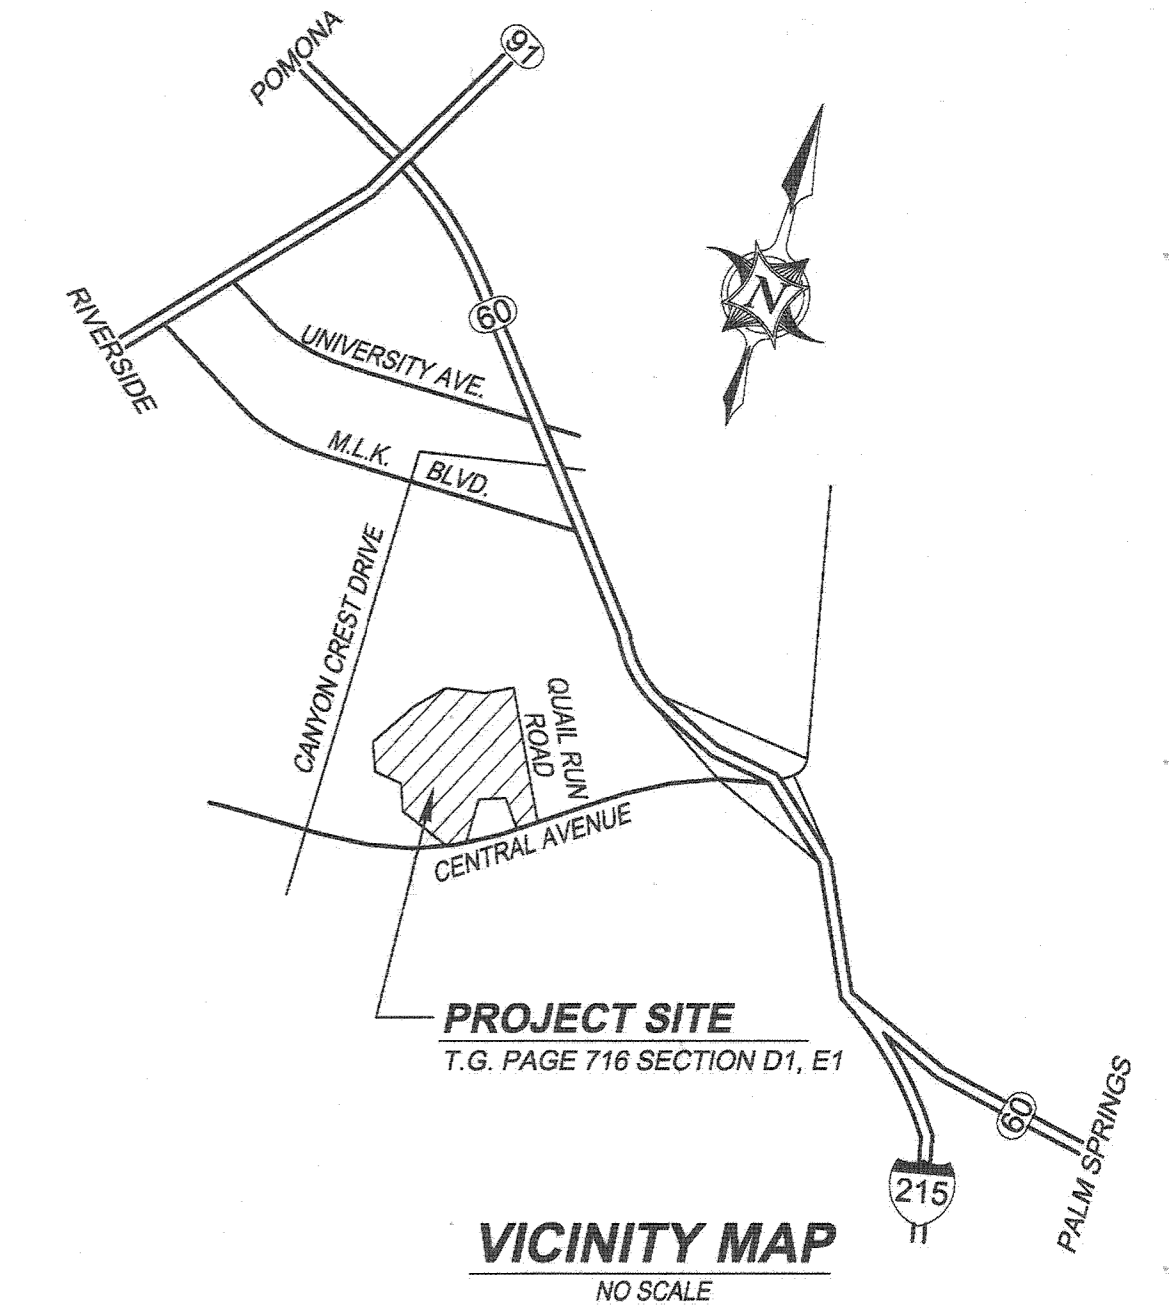 POMONA
91
N
RIVERSIDE
60
UNIVERSITY AVE.
M.L.K. BLVD.
CANYON CREST DRIVE
QUAIL RUN
ROAD
CENTRAL AVENUE
PROJECT SITE
T.G. PAGE 716 SECTION D1, E1
60
PALM SPRINGS
215
VICINITY MAP
NO SCALE